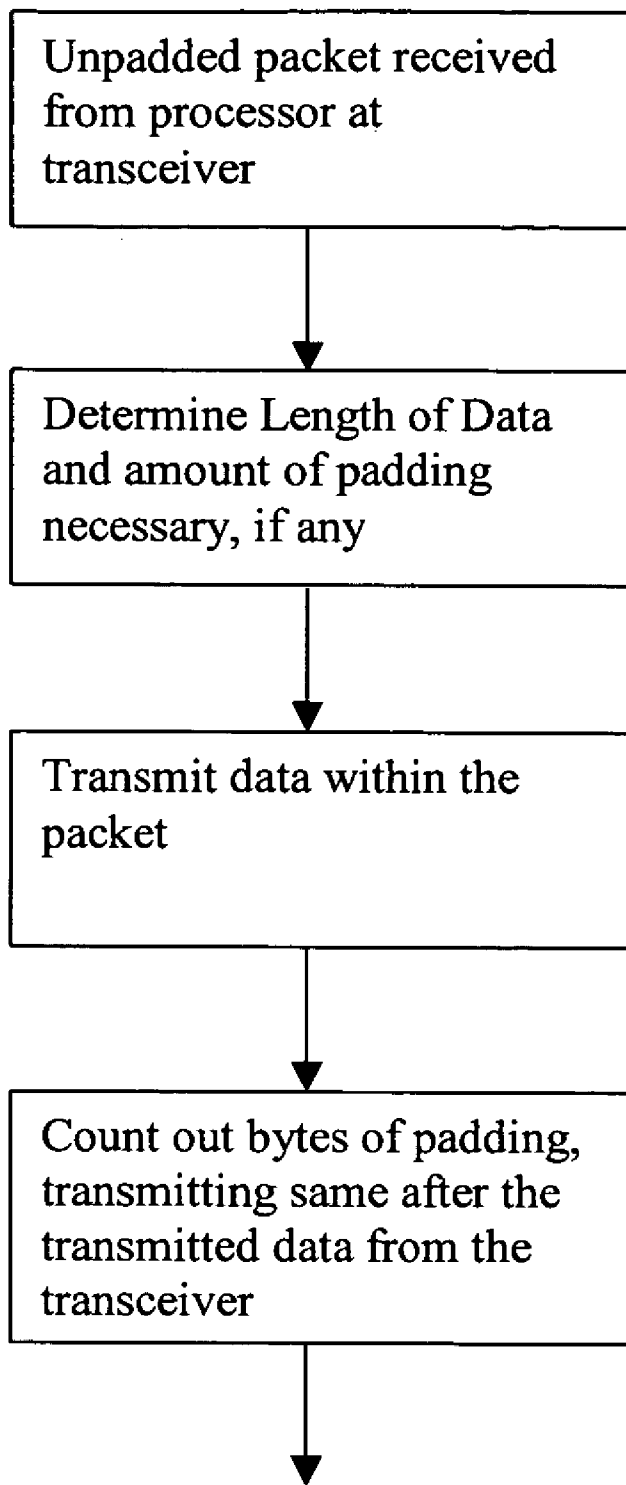 Unpadded packet received
from processor at
transceiver
Determine Length of Data
and amount of padding
necessary, if any
Transmit data within the
packet
Count out bytes of padding,
transmitting same after the
transmitted data from the
transceiver